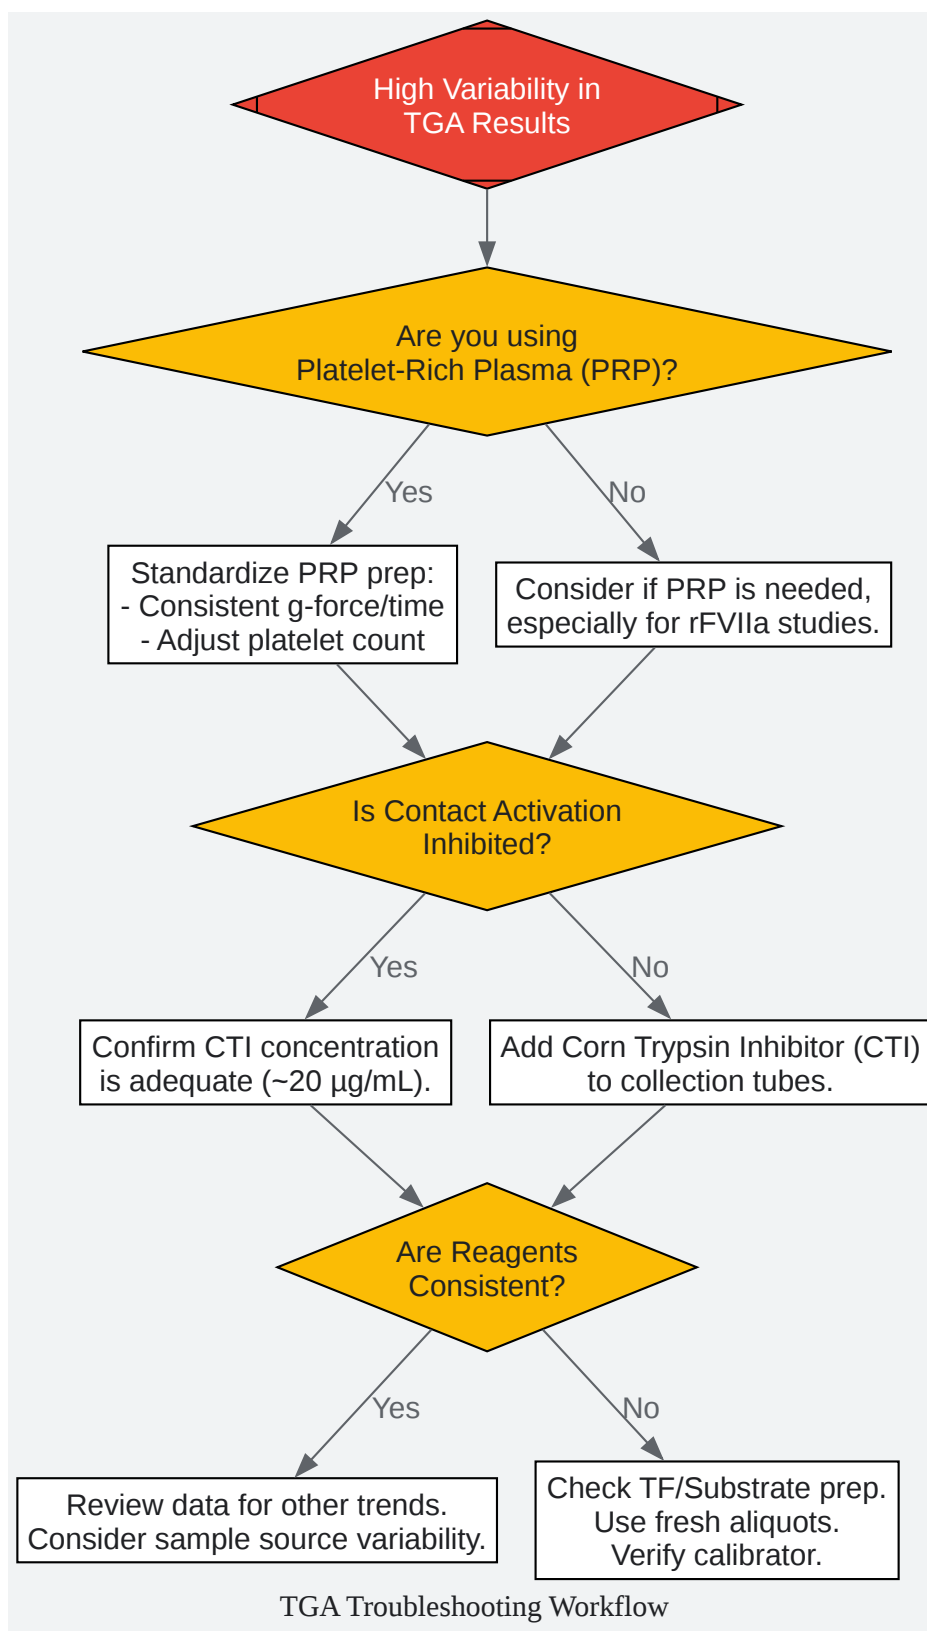 High Variability in
TGA Results
Are you using
Platelet-Rich Plasma (PRP)?
Yes
No
Standardize PRP prep:
- Consistent g-force/time
- Adjust platelet count
Consider if PRP is needed,
especially for rFVIIa studies.
Is Contact Activation
Inhibited?
Yes
No
Confirm CTI concentration
is adequate (~20 µg/mL).
Add Corn Trypsin Inhibitor (CTI)
to collection tubes.
Are Reagents
Consistent?
Yes
No
Review data for other trends.
Consider sample source variability.
Check TF/Substrate prep.
Use fresh aliquots.
Verify calibrator.
TGA Troubleshooting Workflow